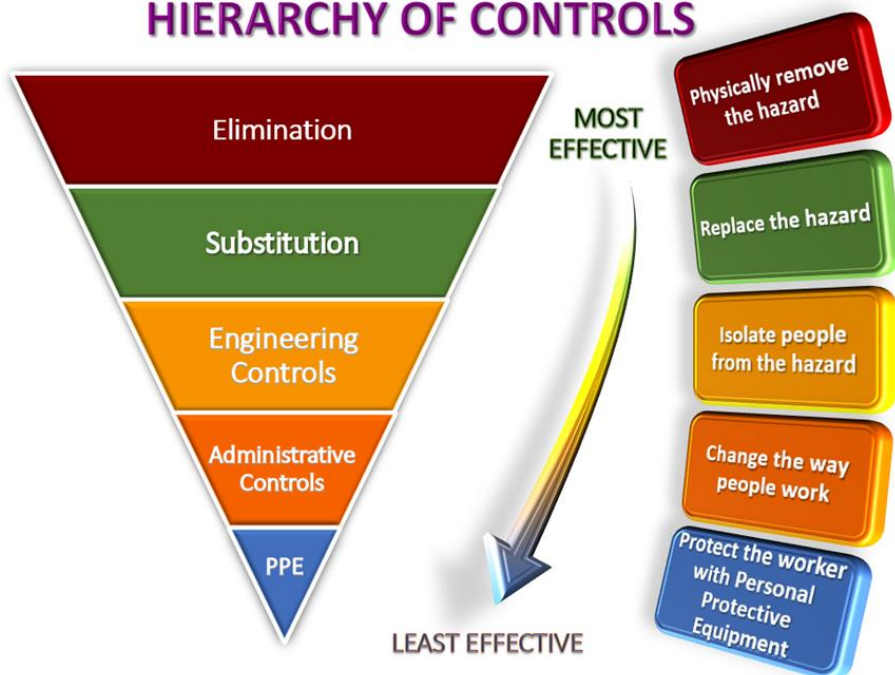 HIERARCHY OF CONTROLS
Elimination
Substitution
Engineering
Controls
Administrative
Controls
PPE
MOST
EFFECTIVE
LEAST EFFECTIVE
Physically remove
the hazard
Replace the hazard
Isolate people
from the hazard
Change the way
people work
Protect the worker
with Personal
Protective
Equipment